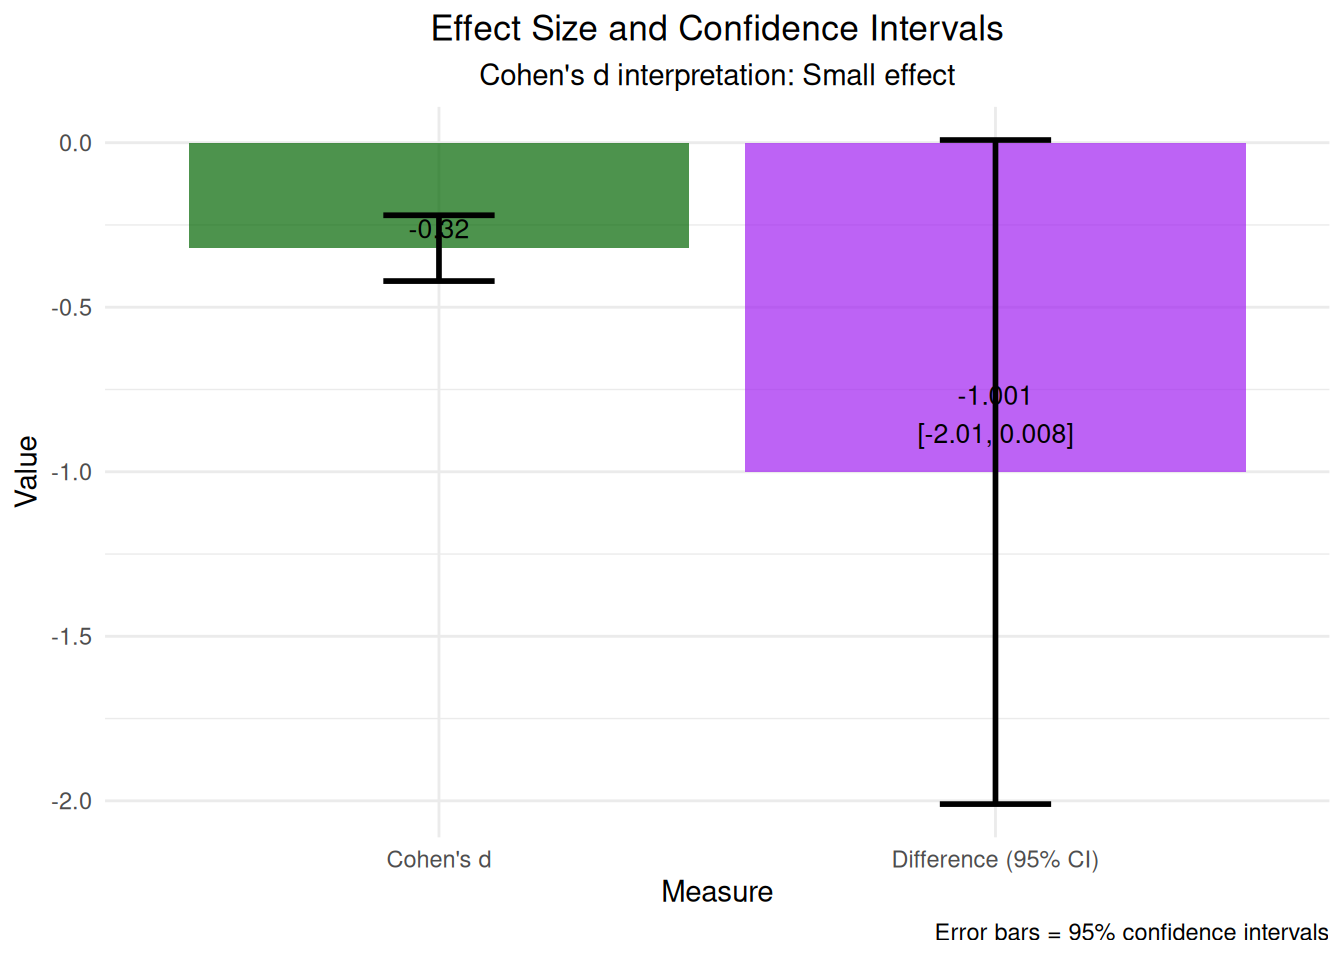 Effect Size and Confidence Intervals
Cohen's d interpretation: Small effect
0.0
-0.32
-0.5
-1.001
[-2.01, 0.008]
Value
-1.0
-1.5
-2.0
Cohen's d
Difference (95% CI)
Measure
Error bars = 95% confidence intervals